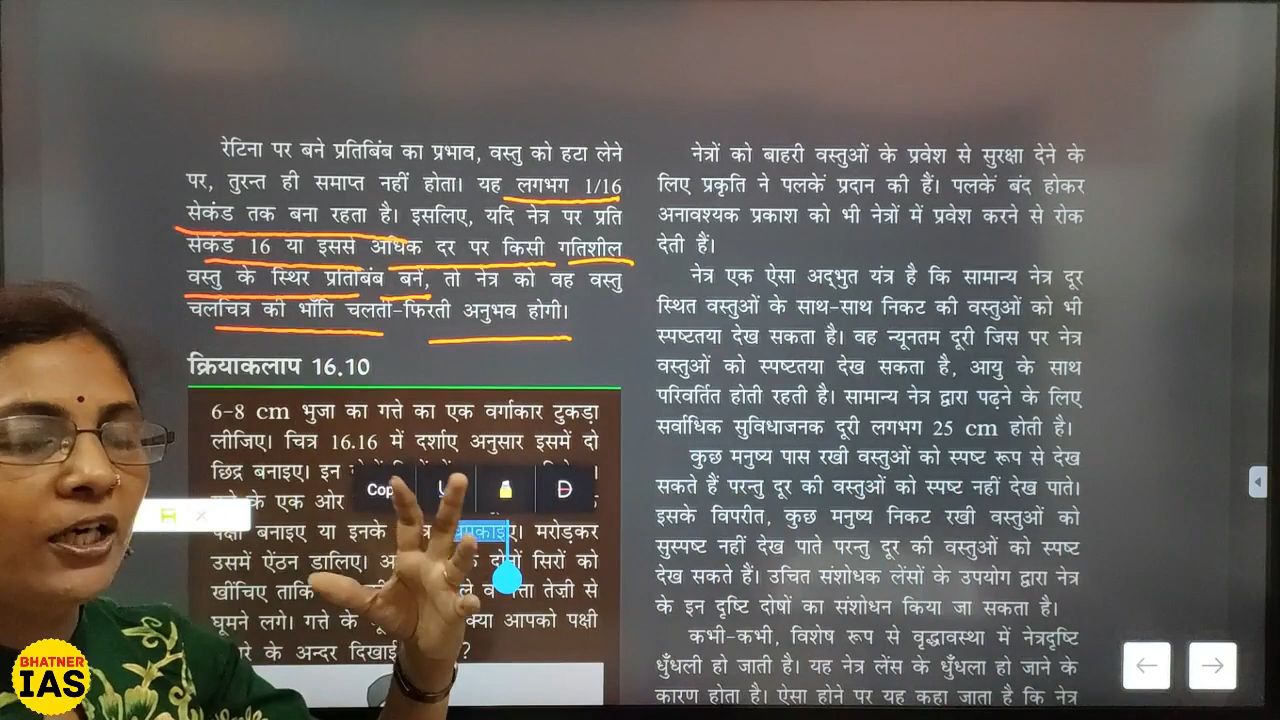 रेटिना पर बने प्रतिबिंब का प्रभाव, वस्तु को हटा लेने
पर, तुरन्त ही समाप्त नहीं होता। यह लगभग 1/16
सेकंड तक बना रहता है। इसलिए, यदि नेत्र पर प्रति
सेकंड 16 या इससे अधिक दर पर किसी गतिशील
वस्तु के स्थिर प्रतिबिंब बनें, तो नेत्र को वह वस्तु
चलचित्र की भाँति चलती-फिरती अनुभव होगी।
क्रियाकलाप 16.10
6-8 cm भुजा का गत्ते का एक वर्गाकार टुकड़ा
लीजिए। चित्र 16.16 में दर्शाए अनुसार इसमें दो
छिद्र बनाइए। इन
के एक ओर
बनाइए या इनके मरोड़कर
उसमें ऐंठन डालिए। सिरों को
खींचिए ताकि तेज़ी से
घूमने लगे। गत्ते के क्या आपको पक्षी
के अन्दर दिखाई ?
नेत्रों को बाहरी वस्तुओं के प्रवेश से सुरक्षा देने के
लिए प्रकृति ने पलकें प्रदान की हैं। पलकें बंद होकर
अनावश्यक प्रकाश को भी नेत्रों में प्रवेश करने से रोक
देती हैं।
नेत्र एक ऐसा अद्‌भुत यंत्र है कि सामान्य नेत्र दूर
स्थित वस्तुओं के साथ-साथ निकट की वस्तुओं को भी
स्पष्टतया देख सकता है। वह न्यूनतम दूरी जिस पर नेत्र
वस्तुओं को स्पष्टतया देख सकता है, आयु के साथ
परिवर्तित होती रहती है। सामान्य नेत्र द्वारा पढ़ने के लिए
सर्वाधिक सुविधाजनक दूरी लगभग 25 cm होती है।
कुछ मनुष्य पास रखी वस्तुओं को स्पष्ट रूप से देख
सकते हैं परन्तु दूर की वस्तुओं को स्पष्ट नहीं देख पाते।
इसके विपरीत, कुछ मनुष्य निकट रखी वस्तुओं को
सुस्पष्ट नहीं देख पाते परन्तु दूर की वस्तुओं को स्पष्ट
देख सकते हैं। उचित संशोधक लेंसों के उपयोग द्वारा नेत्र
के इन दृष्टि दोषों का संशोधन किया जा सकता है।
कभी-कभी, विशेष रूप से वृद्धावस्था में नेत्रदृष्टि
धुँधली हो जाती है। यह नेत्र लेंस के धुँधला हो जाने के
कारण होता है। ऐसा होने पर यह कहा जाता है कि नेत्र
BHATNER
IAS